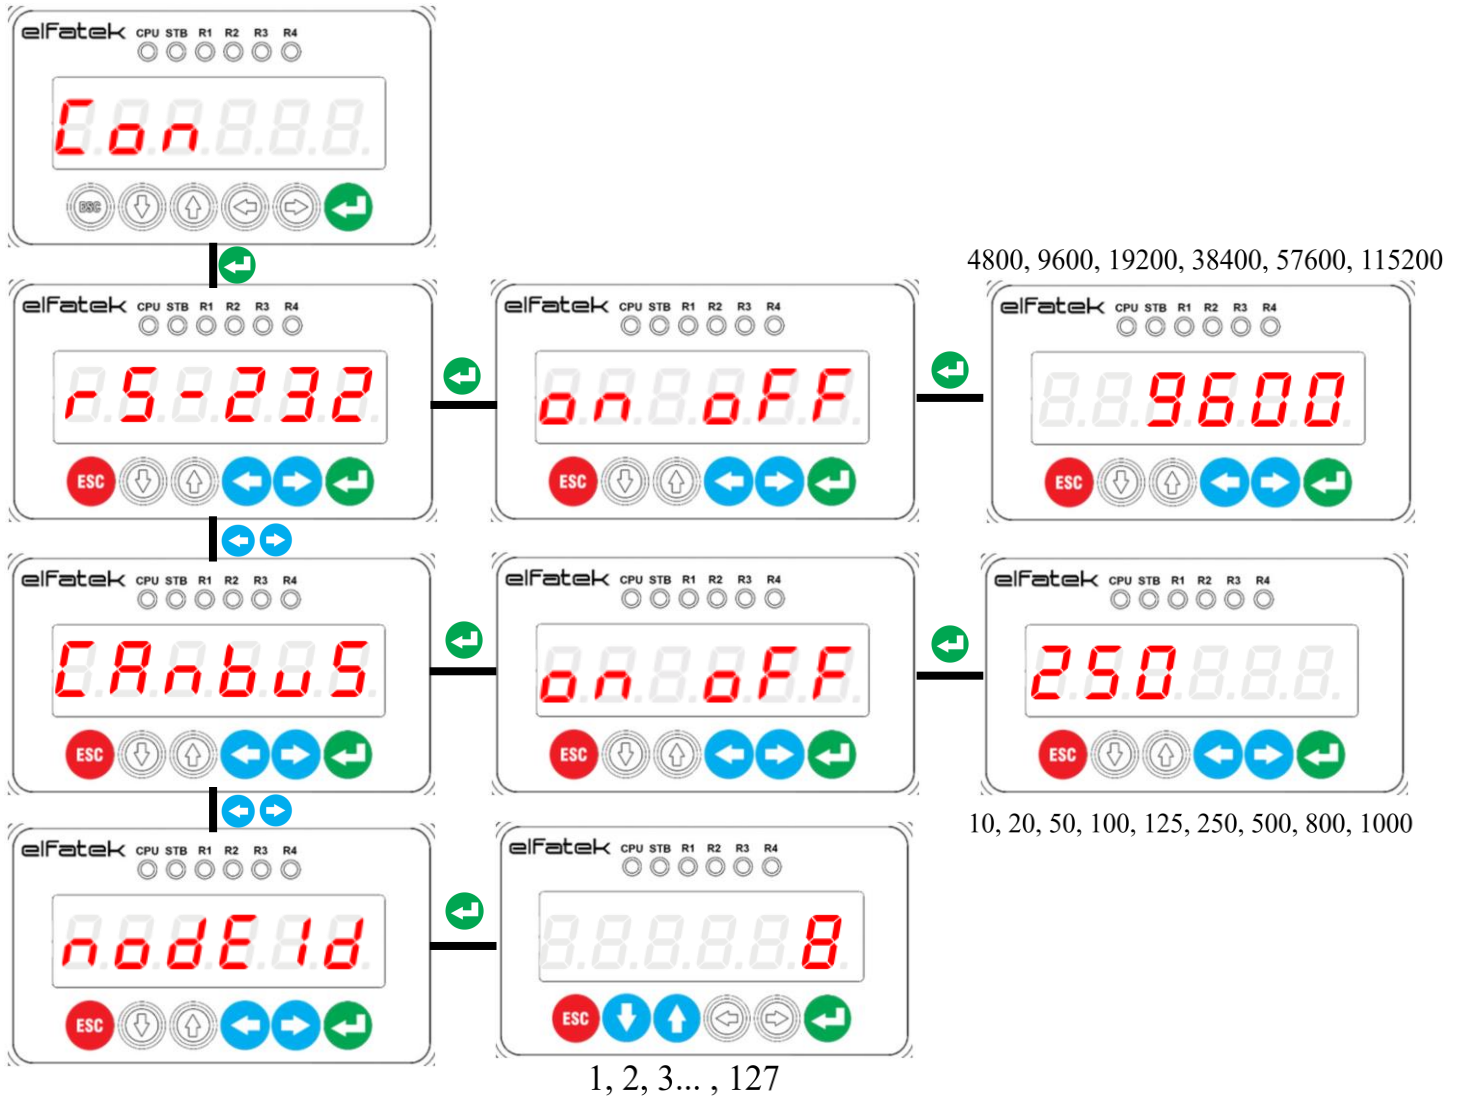 elfatek CPU STB R1 R2 R3 R4
Con
ESC
4800, 9600, 19200, 38400, 57600, 115200
elfatek CPU STB R1 R2 R3 R4
rS-232
ESC
elfatek CPU STB R1 R2 R3 R4
on oFF
ESC
elfatek CPU STB R1 R2 R3 R4
9600
ESC
elfatek CPU STB R1 R2 R3 R4
CAnbuS
ESC
elfatek CPU STB R1 R2 R3 R4
on oFF
ESC
elfatek CPU STB R1 R2 R3 R4
250
ESC
10, 20, 50, 100, 125, 250, 500, 800, 1000
elfatek CPU STB R1 R2 R3 R4
nodE Id
ESC
elfatek CPU STB R1 R2 R3 R4
8
ESC
1, 2, 3... , 127